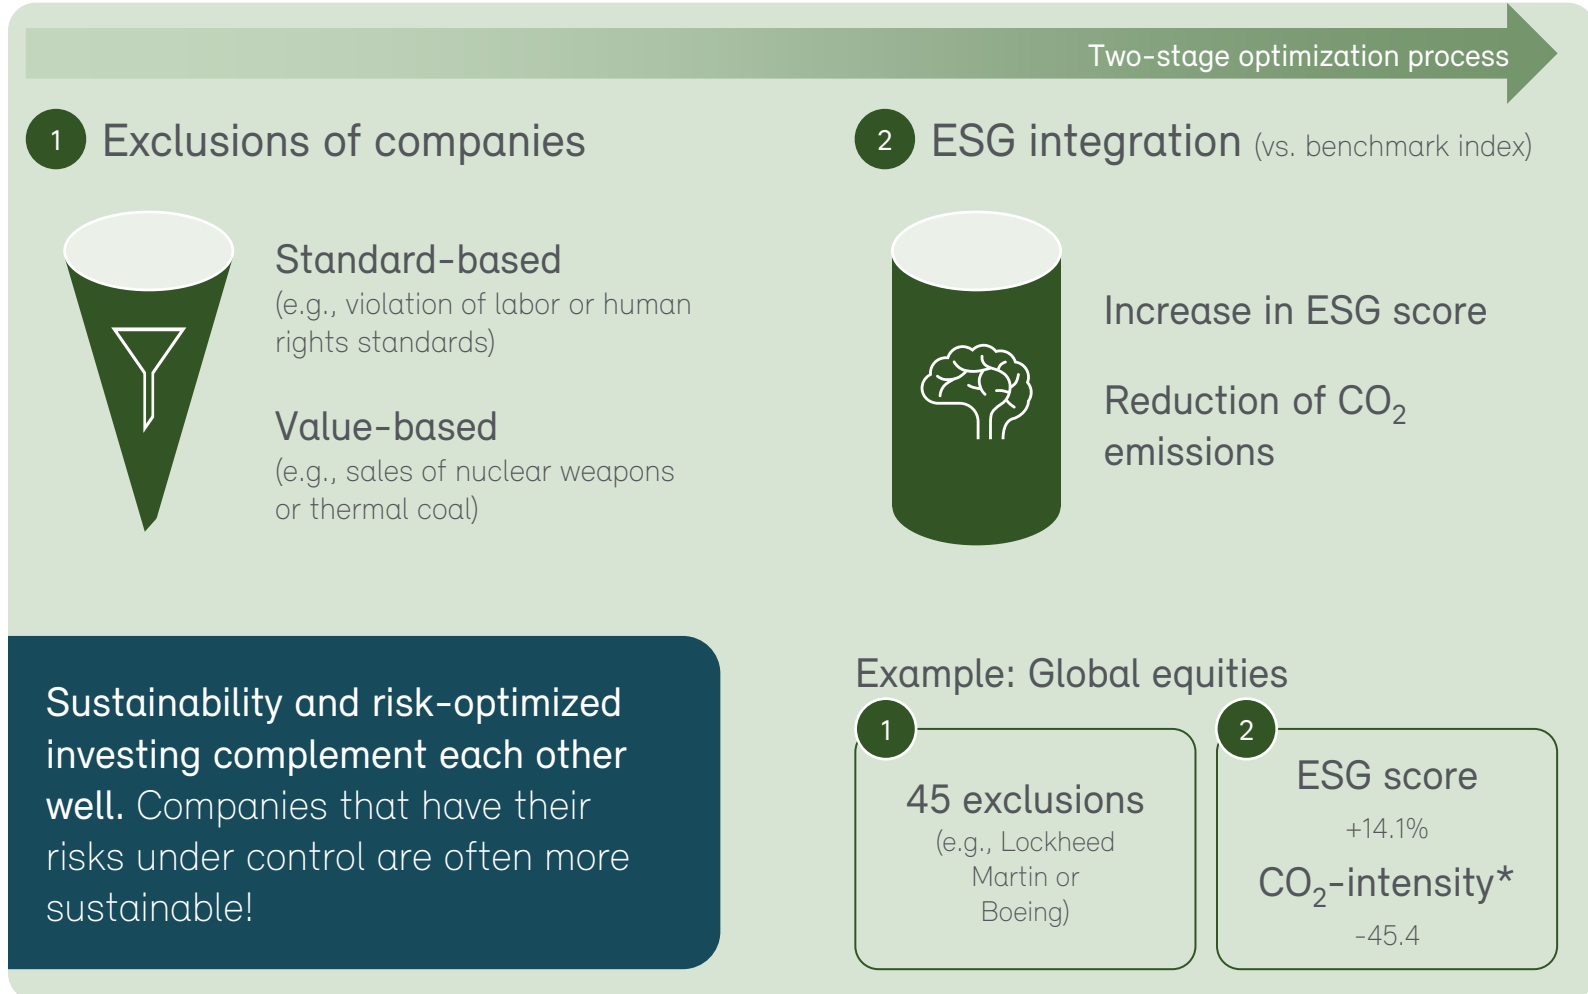 Two-stage optimization process
1 Exclusions of companies
Standard-based
(e.g., violation of labor or human
rights standards)
Value-based
(e.g., sales of nuclear weapons
or thermal coal)
2 ESG integration (vs. benchmark index)
Increase in ESG score
Reduction of CO₂
emissions
Sustainability and risk-optimized
investing complement each other
well. Companies that have their
risks under control are often more
sustainable!
Example: Global equities
1
45 exclusions
(e.g., Lockheed
Martin or
Boeing)
2
ESG score
+14.1%
CO₂-intensity*
-45.4